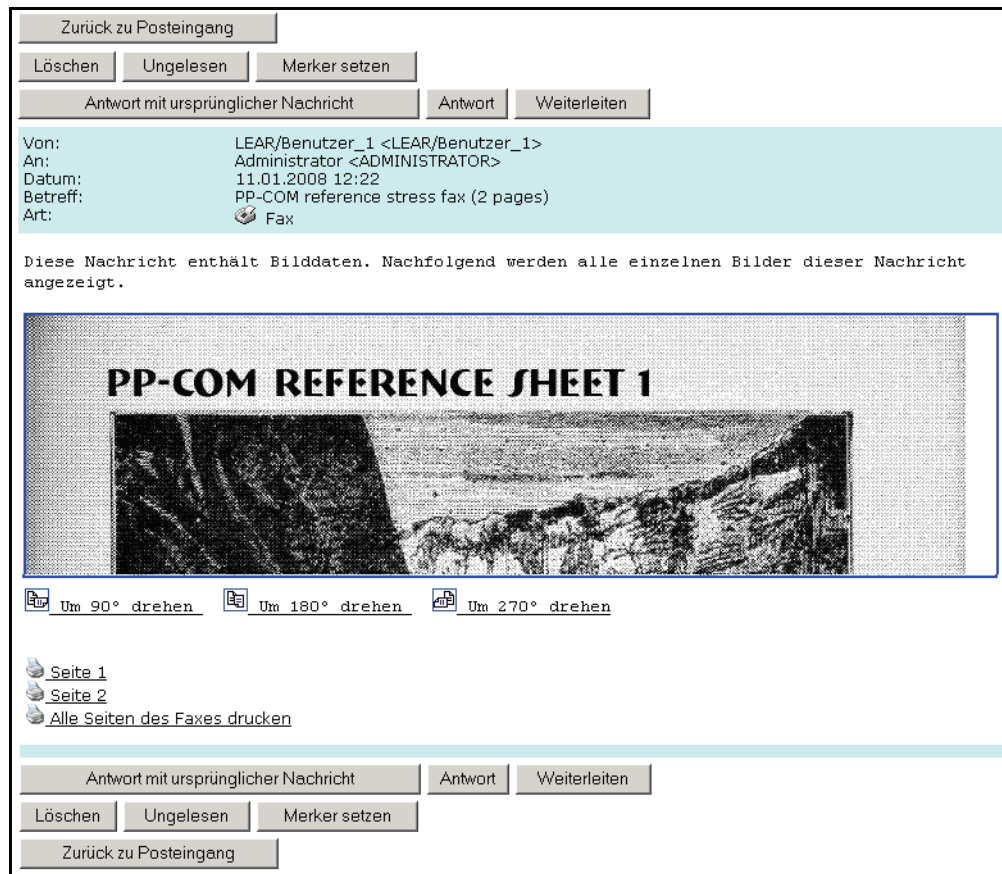 Zurück zu Posteingang
Löschen Ungelesen Merker setzen
Antwort mit ursprünglicher Nachricht Antwort Weiterleiten
Von: LEAR/Benutzer_1 <LEAR/Benutzer_1>
An: Administrator <ADMINISTRATOR>
Datum: 11.01.2008 12:22
Betreff: PP-COM reference stress fax (2 pages)
Art: Fax
Diese Nachricht enthält Bilddaten. Nachfolgend werden alle einzelnen Bilder dieser Nachricht
angezeigt.
PP-COM REFERENCE SHEET 1
Um 90° drehen Um 180° drehen Um 270° drehen
Seite 1
Seite 2
Alle Seiten des Faxes drucken
Antwort mit ursprünglicher Nachricht Antwort Weiterleiten
Löschen Ungelesen Merker setzen
Zurück zu Posteingang